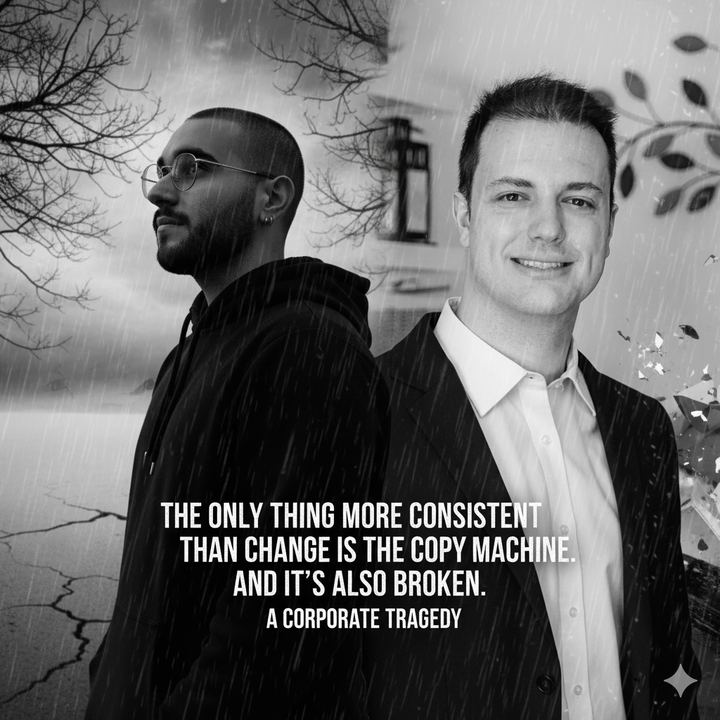 THE ONLY THING MORE CONSISTENT
THAN CHANGE IS THE COPY MACHINE.
AND IT'S ALSO BROKEN.
A CORPORATE TRAGEDY